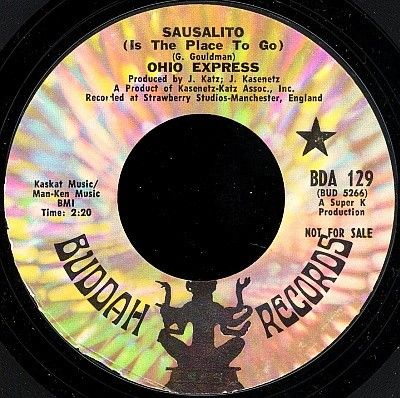 SAUSALITO
(Is The Place To Go)
(G. Gouldman)
OHIO EXPRESS
Produced by J. Katz; J. Kasenetz
A Product of Kasenetz-Katz Assoc., Inc.
Recorded at Strawberry Studios-Manchester, England
Kaskat Music/
Man-Ken Music
BMI
Time: 2:20
BDA 129
(BUD 5266)
A Super K
Production
NOT FOR SALE
BUDDAH RECORDS